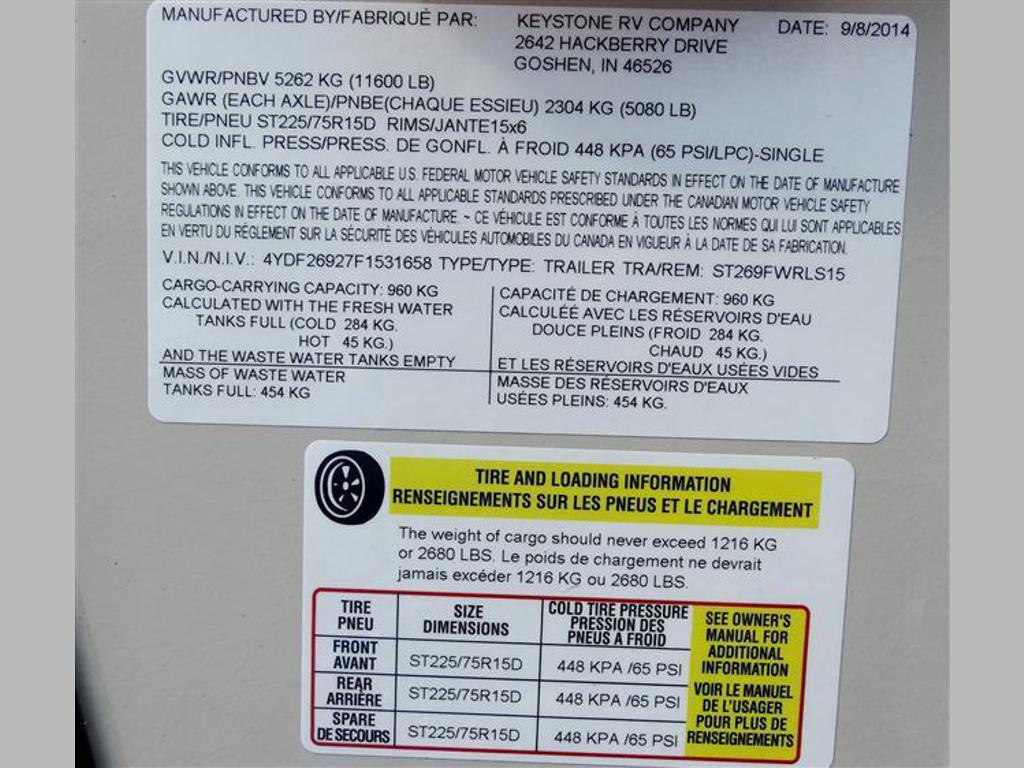 MANUFACTURED BY/FABRIQUÉ PAR: KEYSTONE RV COMPANY DATE: 9/8/2014
2642 HACKBERRY DRIVE
GOSHEN, IN 46526
GVWR/PNBV 5262 KG (11600 LB)
GAWR (EACH AXLE)/PNBE(CHAQUE ESSIEU) 2304 KG (5080 LB)
TIRE/PNEU ST225/75R15D RIMS/JANTE15x6
COLD INFL. PRESS/PRESS. DE GONFL. À FROID 448 KPA (65 PSI/LPC)-SINGLE
THIS VEHICLE CONFORMS TO ALL APPLICABLE U.S. FEDERAL MOTOR VEHICLE SAFETY STANDARDS IN EFFECT ON THE DATE OF MANUFACTURE
SHOWN ABOVE. THIS VEHICLE CONFORMS TO ALL APPLICABLE STANDARDS PRESCRIBED UNDER THE CANADIAN MOTOR VEHICLE SAFETY
REGULATIONS IN EFFECT ON THE DATE OF MANUFACTURE. ~ CE VÉHICULE EST CONFORME À TOUTES LES NORMES QUI LUI SONT APPLICABLES
EN VERTU DU RÉGLEMENT SUR LA SÉCURITÉ DES VÉHICULES AUTOMOBILES DU CANADA EN VIGUEUR À LA DATE DE SA FABRICATION.
V.I.N./N.I.V.: 4YDF26927F1531658 TYPE/TYPE: TRAILER TRA/REM: ST269FWRLS15
CARGO-CARRYING CAPACITY: 960 KG
CALCULATED WITH THE FRESH WATER
TANKS FULL (COLD 284 KG.
HOT 45 KG.)
AND THE WASTE WATER TANKS EMPTY
MASS OF WASTE WATER
TANKS FULL: 454 KG
CAPACITÉ DE CHARGEMENT: 960 KG
CALCULÉE AVEC LES RÉSERVOIRS D'EAU
DOUCE PLEINS (FROID 284 KG.
CHAUD 45 KG.)
ET LES RÉSERVOIRS D'EAUX USÉES VIDES
MASSE DES RÉSERVOIRS D'EAUX
USÉES PLEINS: 454 KG.
TIRE AND LOADING INFORMATION
RENSEIGNEMENTS SUR LES PNEUS ET LE CHARGEMENT
The weight of cargo should never exceed 1216 KG
or 2680 LBS. Le poids de chargement ne devrait
jamais excéder 1216 KG ou 2680 LBS.
TIRE
PNEU
SIZE
DIMENSIONS
COLD TIRE PRESSURE
PRESSION DES
PNEUS A FROID
FRONT
AVANT
ST225/75R15D
448 KPA /65 PSI
REAR
ARRIÈRE
ST225/75R15D
448 KPA /65 PSI
SPARE
DE SECOURS
ST225/75R15D
448 KPA /65 PSI
SEE OWNER'S
MANUAL FOR
ADDITIONAL
INFORMATION
VOIR LE MANUEL
DE L'USAGER
POUR PLUS DE
RENSEIGNEMENTS